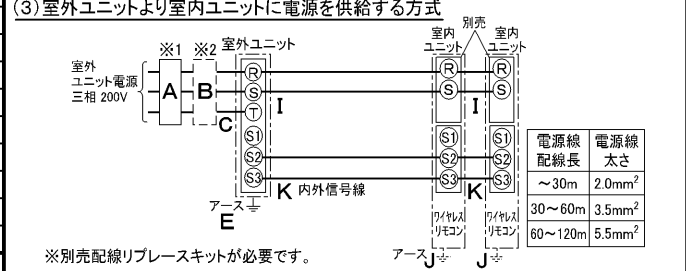 (3)室外ユニットより室内ユニットに電源を供給する方式
別売
※1 ※2 室外ユニット
室内
ユニット
室内
ユニット
室外
ユニット電源
三相 200V
A B C
R
S
T
S1
S2
S3
I
R
S
S1
S2
S3
I
R
S
S1
S2
S3
K 内外信号線
K
アース
E
ワイヤレス
リモコン
ワイヤレス
リモコン
アース J J
電源線
配線長
電源線
太さ
～30m 2.0mm²
30～60m 3.5mm²
60～120m 5.5mm²
※別売配線リプレースキットが必要です。